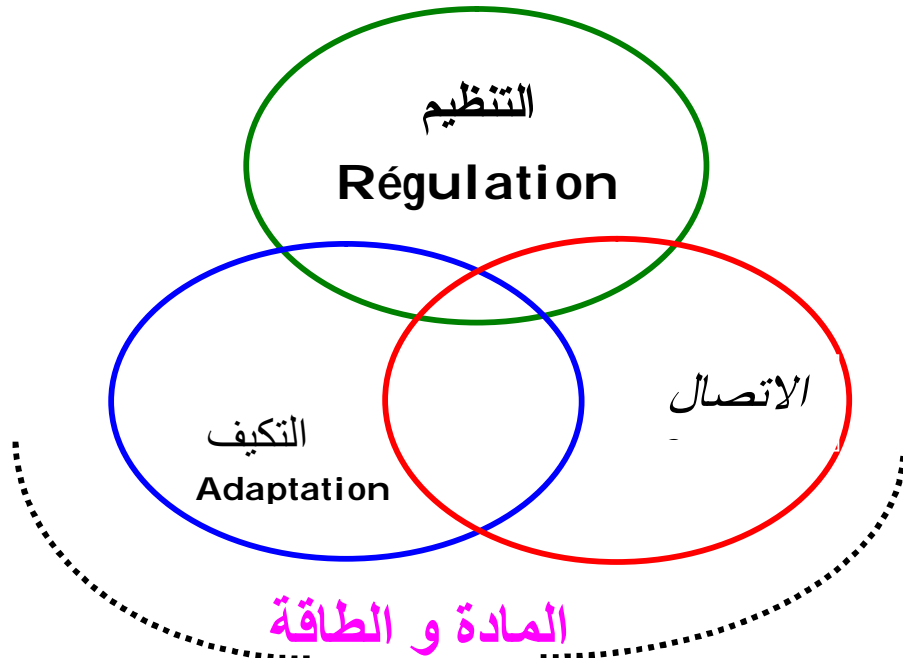 التنظيم
Régulation
الاتصال
التكيف
Adaptation
المادة و الطاقة